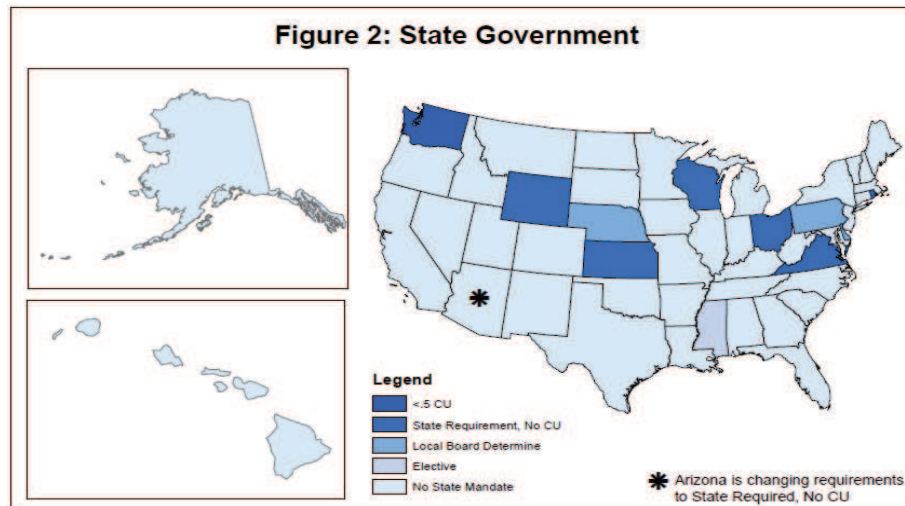 Figure 2: State Government
Legend
<.5 CU
State Requirement, No CU
Local Board Determine
Elective
No State Mandate
Arizona is changing requirements
to State Required, No CU